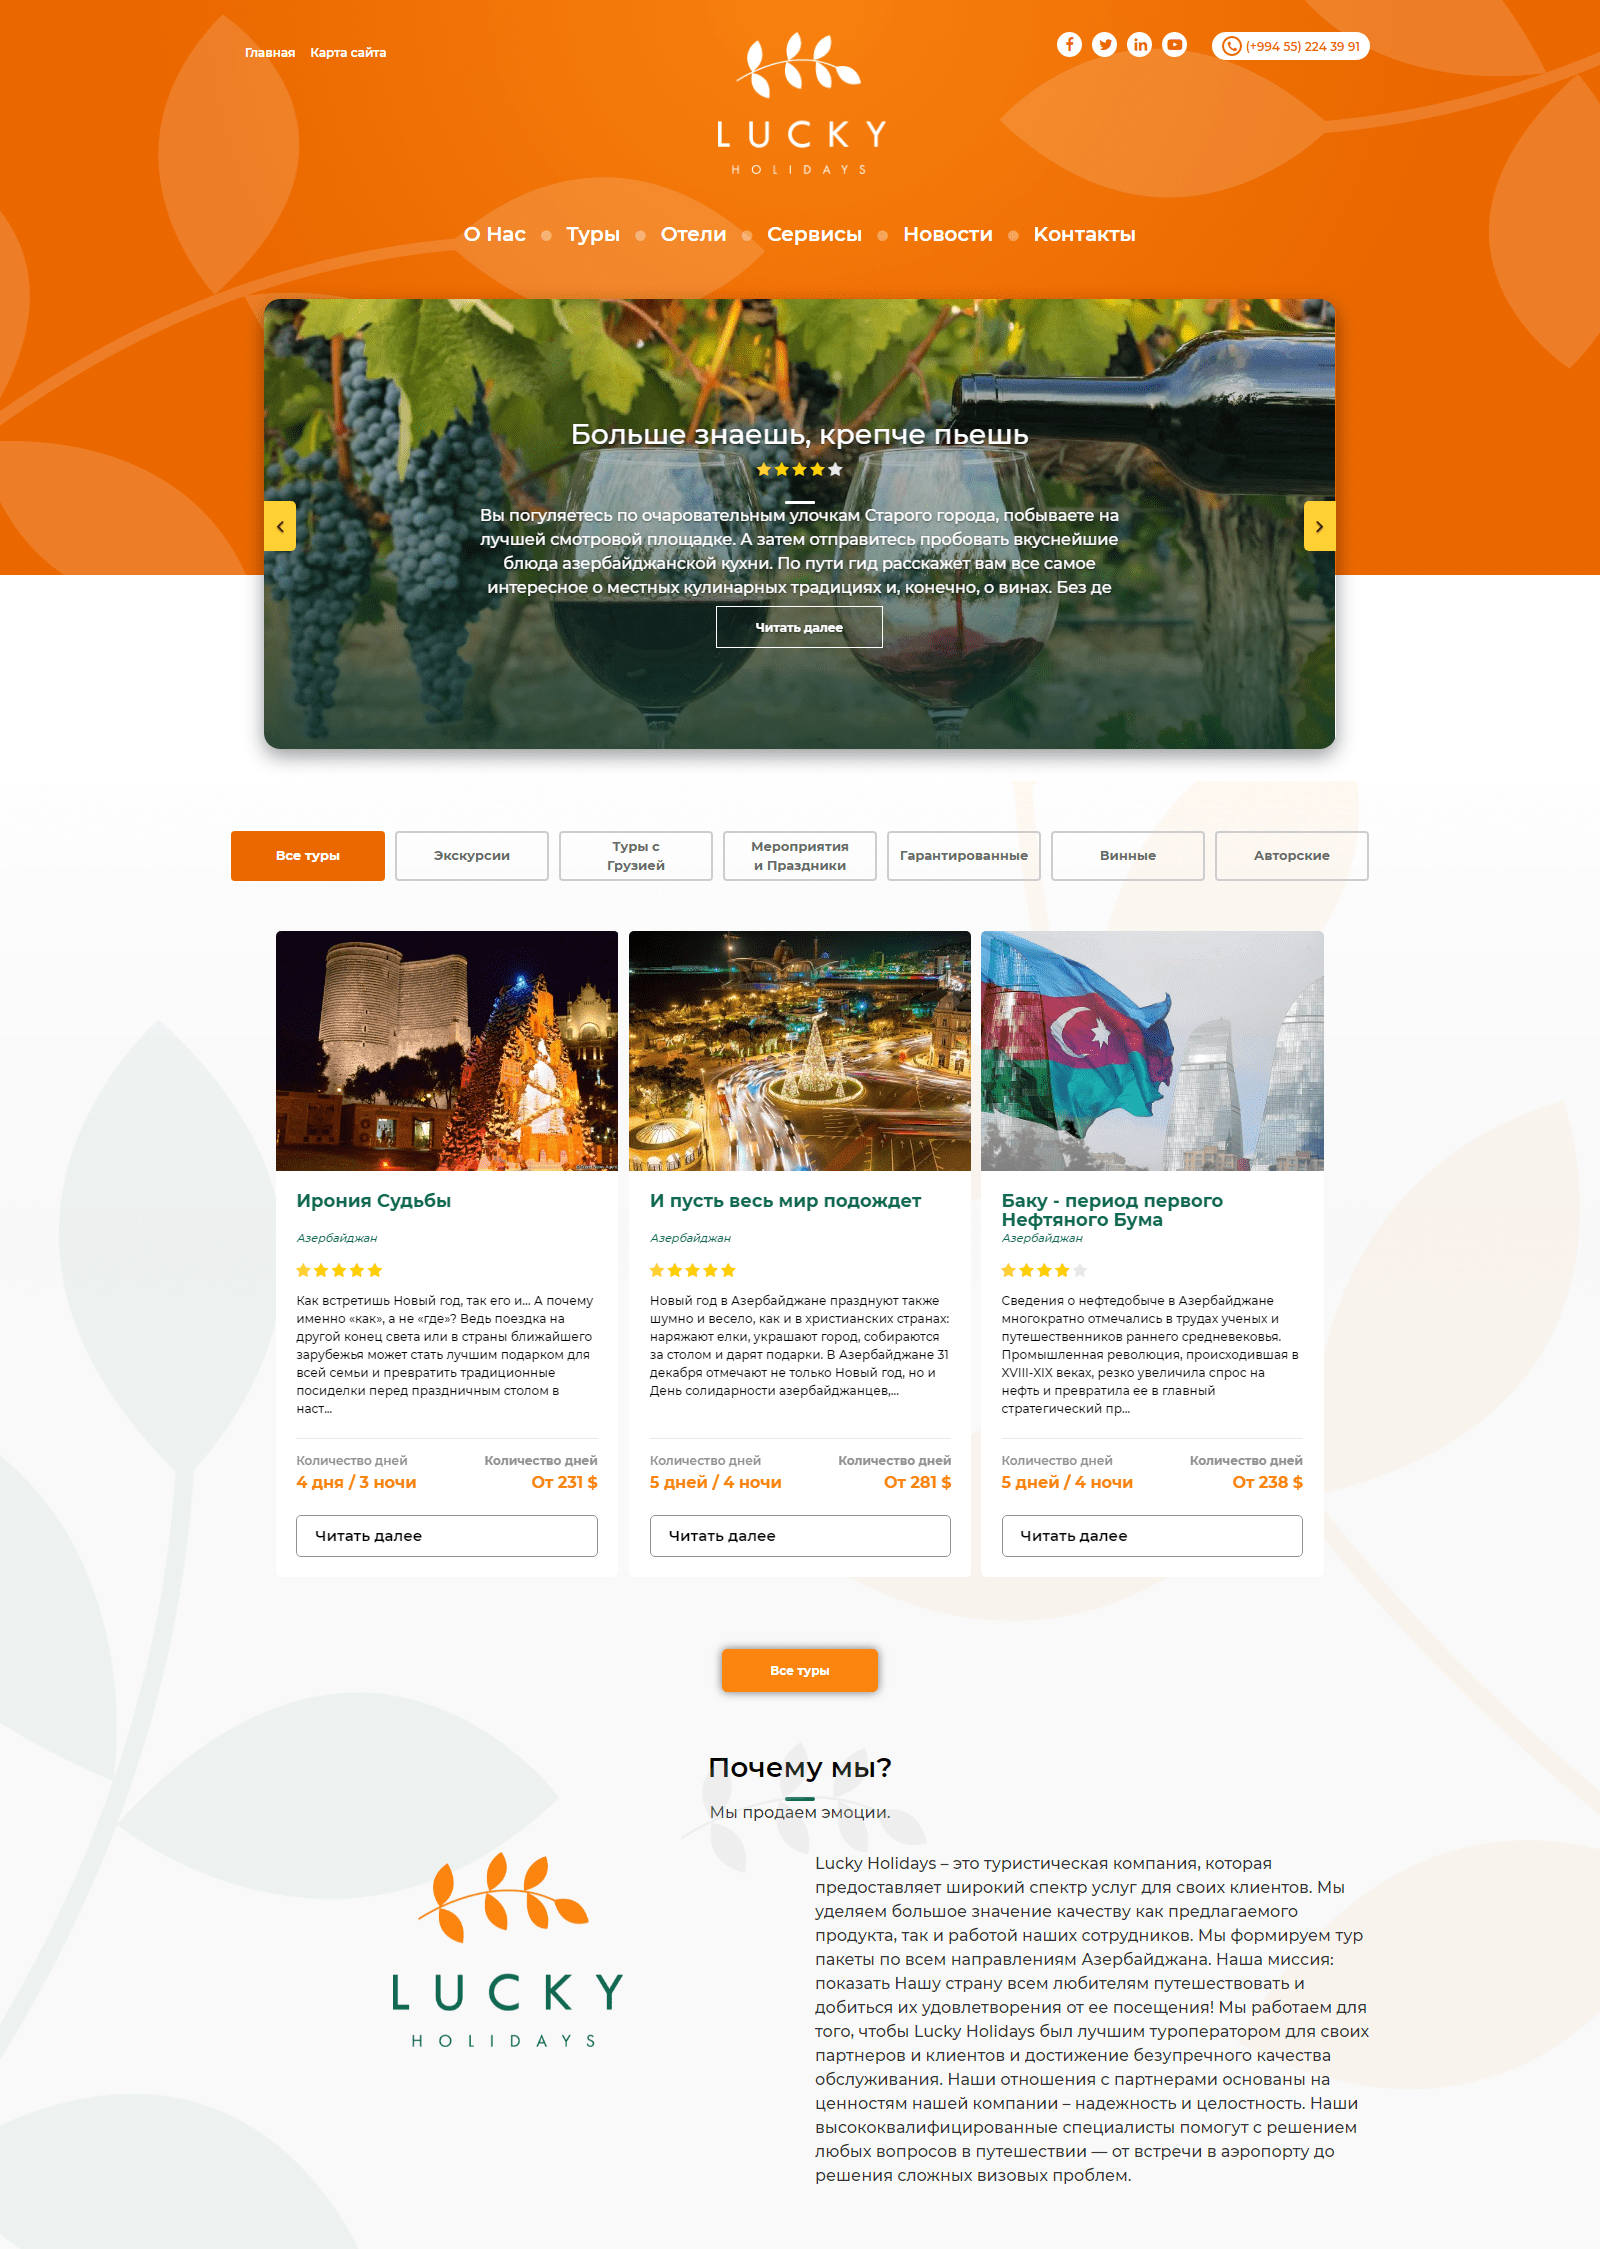 Главная Карта сайта
(+994 55) 224 39 91
LUCKY
HOLIDAYS
О Нас Туры Отели Сервисы Новости Контакты
Больше знаешь, крепче пьешь
Вы погуляетесь по очаровательным улочкам Старого города, побываете на
лучшей смотровой площадке. А затем отправитесь пробовать вкуснейшие
блюда азербайджанской кухни. По пути гид расскажет вам все самое
интересное о местных кулинарных традициях и, конечно, о винах. Без де
Читать далее
Все туры
Экскурсии
Туры с
Грузией
Мероприятия
и Праздники
Гарантированные
Винные
Авторские
Ирония Судьбы
Азербайджан
Как встретишь Новый год, так его и... А почему
именно «как», а не «где»? Ведь поездка на
другой конец света или в страны ближайшего
зарубежья может стать лучшим подарком для
всей семьи и превратить традиционные
посиделки перед праздничным столом в
наст...
Количество дней Количество дней
4 дня / 3 ночи От 231 $
Читать далее
И пусть весь мир подождет
Азербайджан
Новый год в Азербайджане празднуют также
шумно и весело, как и в христианских странах:
наряжают елки, украшают город, собираются
за столом и дарят подарки. В Азербайджане 31
декабря отмечают не только Новый год, но и
День солидарности азербайджанцев,...
Количество дней Количество дней
5 дней / 4 ночи От 281 $
Читать далее
Баку - период первого
Нефтяного Бума
Азербайджан
Сведения о нефтедобыче в Азербайджане
многократно отмечались в трудах ученых и
путешественников раннего средневековья.
Промышленная революция, происходившая в
XVIII-XIX веках, резко увеличила спрос на
нефть и превратила ее в главный
стратегический пр...
Количество дней Количество дней
5 дней / 4 ночи От 238 $
Читать далее
Все туры
Почему мы?
Мы продаем эмоции.
LUCKY
HOLIDAYS
Lucky Holidays – это туристическая компания, которая
предоставляет широкий спектр услуг для своих клиентов. Мы
уделяем большое значение качеству как предлагаемого
продукта, так и работой наших сотрудников. Мы формируем тур
пакеты по всем направлениям Азербайджана. Наша миссия:
показать Нашу страну всем любителям путешествовать и
добиться их удовлетворения от ее посещения! Мы работаем для
того, чтобы Lucky Holidays был лучшим туроператором для своих
партнеров и клиентов и достижение безупречного качества
обслуживания. Наши отношения с партнерами основаны на
ценностям нашей компании – надежность и целостность. Наши
высококвалифицированные специалисты помогут с решением
любых вопросов в путешествии — от встречи в аэропорту до
решения сложных визовых проблем.